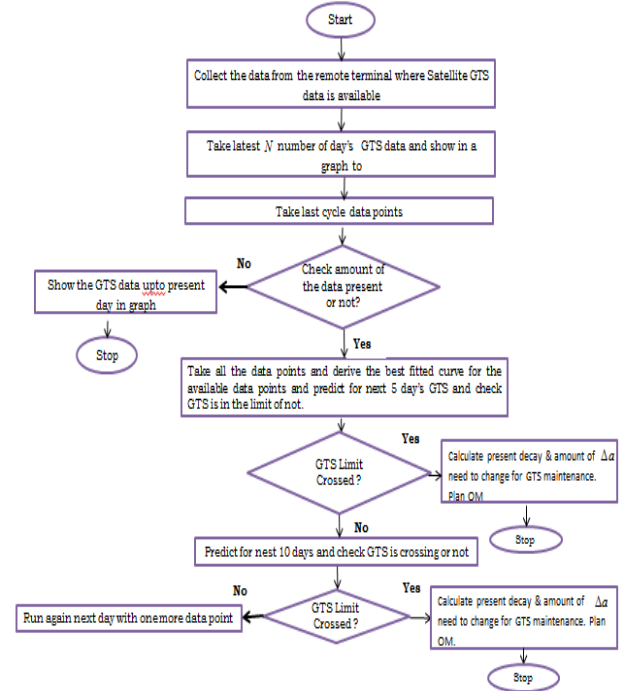 Start
Collect the data from the remote terminal where Satellite GTS
data is available
Take latest N number of day's GTS data and show in a
graph to
Take last cycle data points
No
Check amount of
the data present
or not?
Show the GTS data upto present
day in graph
Stop
Yes
Take all the data points and derive the best fitted curve for the
available data points and predict for next 5 day's GTS and check
GTS is in the limit of not.
Yes
GTS Limit
Crossed ?
Calculate present decay & amount of Δa
need to change for GTS maintenance.
Plan OM
Stop
No
Predict for nest 10 days and check GTS is crossing or not
No
Yes
GTS Limit
Crossed ?
Run again next day with one more data point
Calculate present decay & amount of Δa
need to change for GTS maintenance. Plan
OM.
Stop